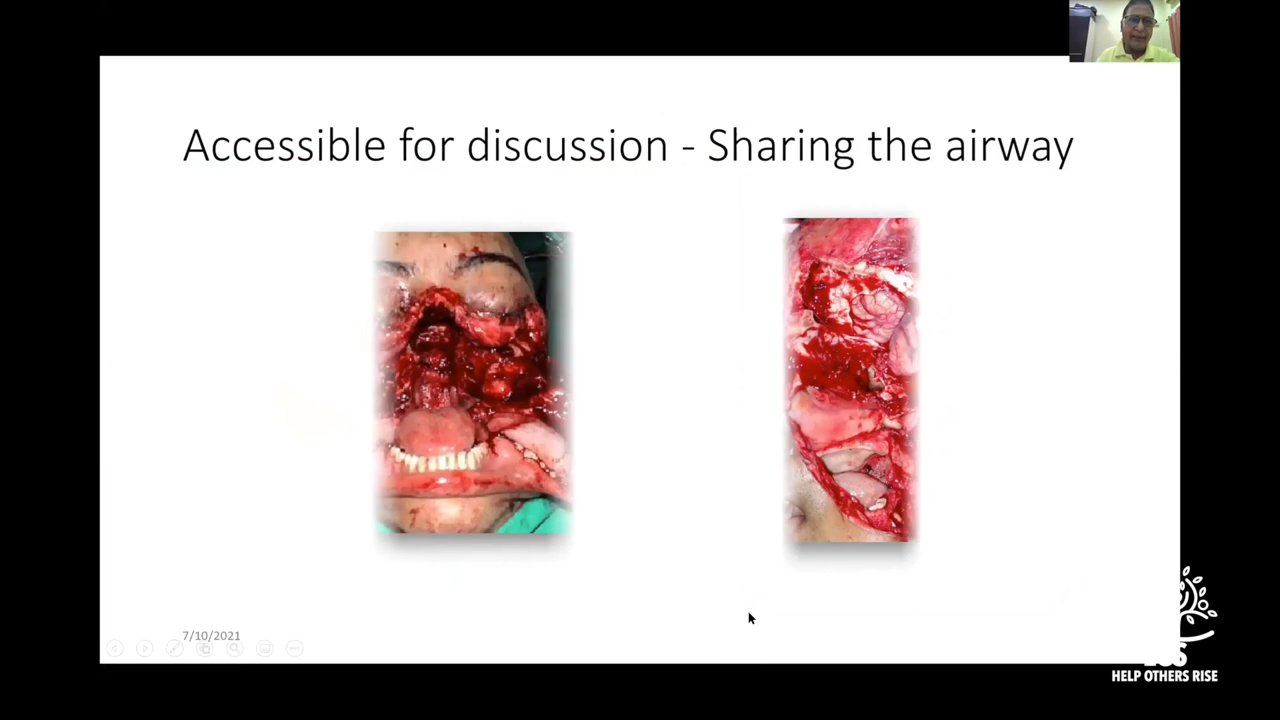 Accessible for discussion - Sharing the airway
7/10/2021
HELP OTHERS RISE